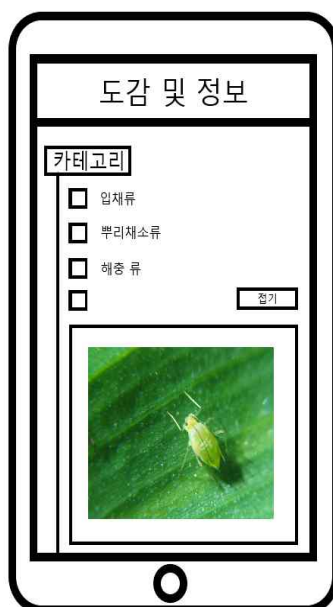 도감 및 정보
카테고리
입채류
뿌리채소류
해충 류
접기